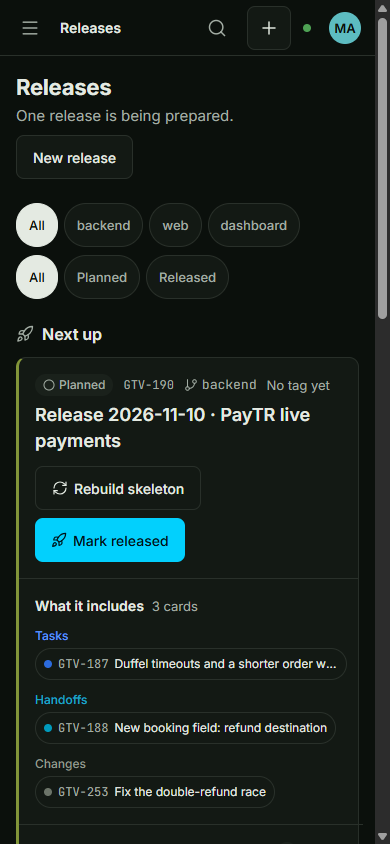 Releases
MA
Releases
One release is being prepared.
New release
All backend web dashboard
All Planned Released
Next up
Planned GTV-190 backend No tag yet
Release 2026-11-10 · PayTR live
payments
Rebuild skeleton
Mark released
What it includes 3 cards
Tasks
GTV-187 Duffel timeouts and a shorter order w...
Handoffs
GTV-188 New booking field: refund destination
Changes
GTV-253 Fix the double-refund race